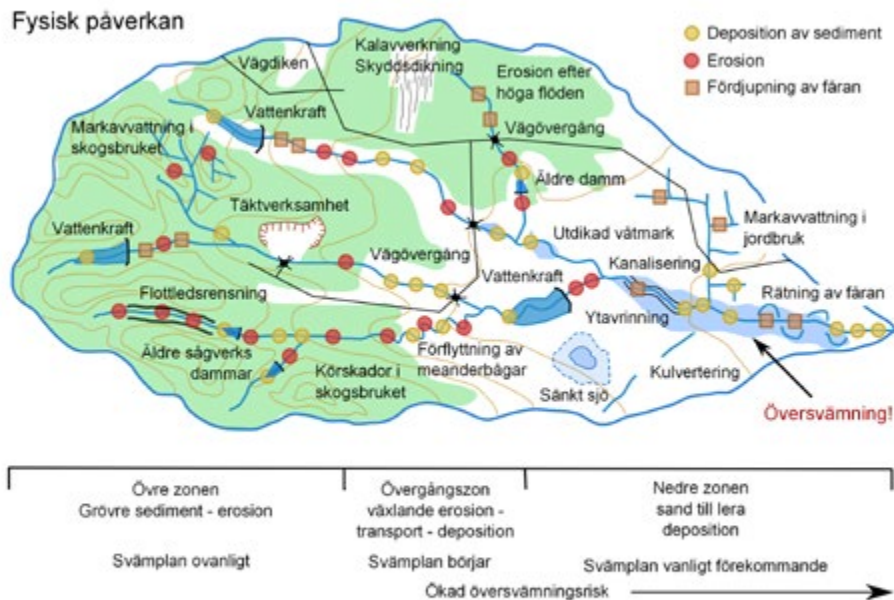 Fysisk påverkan
Deposition av sediment
Erosion
Fördjupning av fåran
Kalavverkning
Skyddsdikning
Vägdiken
Erosion efter
höga flöden
Vattenkraft
Markavvattning i
skogsbruket
Vägövergång
Äldre damm
Täktverksamhet
Vattenkraft
Markavvattning i
jordbruk
Utdikad våtmark
Vägövergång
Kanalisering
Vattenkraft
Flottledsrensning
Rätning av fåran
Ytavrinning
Äldre sågverks
dammar
Körskador i
skogsbruket
Förflyttning av
meanderbågar
Sänkt sjö
Kulvertering
Översvämning!
Övre zonen
Grövre sediment - erosion
Övergångszon
växlande erosion -
transport - deposition
Nedre zonen
sand till lera
deposition
Svämplan ovanligt
Svämplan börjar
Svämplan vanligt förekommande
Ökad översvämningsrisk